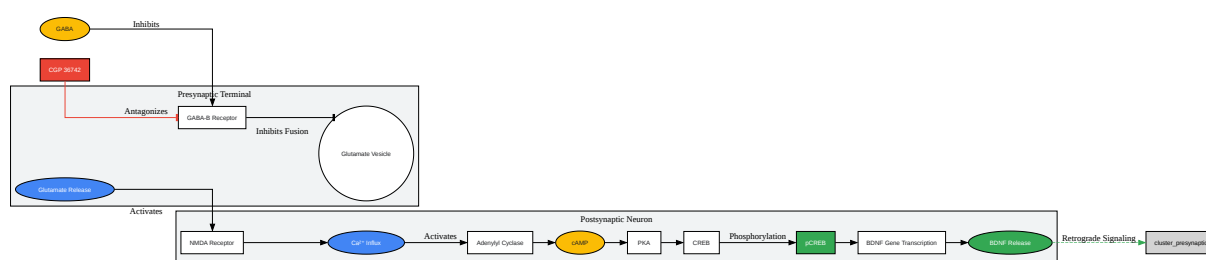 GABA
Inhibits
CGP 36742
Presynaptic Terminal
Antagonizes
GABA-B Receptor
Inhibits Fusion
Glutamate Vesicle
Glutamate Release
Activates
Postsynaptic Neuron
NMDA Receptor
Ca²⁺ Influx
Activates
Adenylyl Cyclase
cAMP
PKA
CREB
Phosphorylation
pCREB
BDNF Gene Transcription
BDNF Release
Retrograde Signaling
cluster_presynaptic